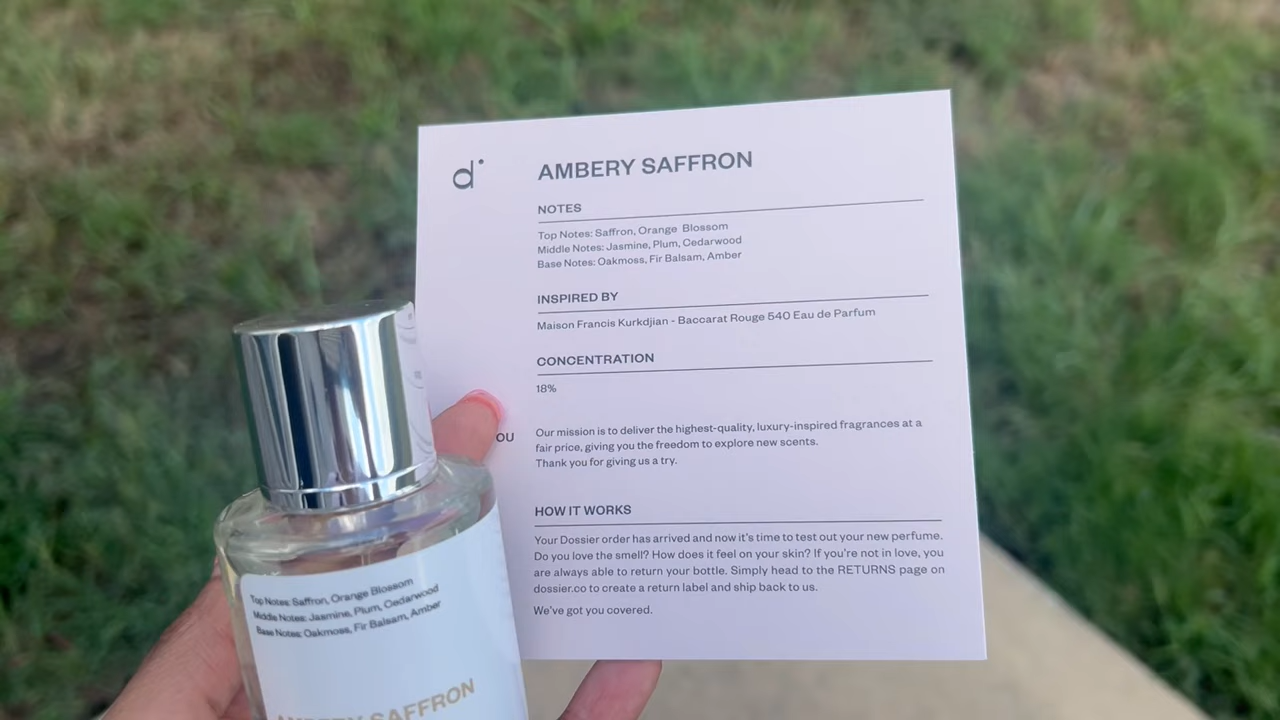 d
AMBERY SAFFRON
NOTES
Top Notes: Saffron, Orange Blossom
Middle Notes: Jasmine, Plum, Cedarwood
Base Notes: Oakmoss, Fir Balsam, Amber
INSPIRED BY
Maison Francis Kurkdjian - Baccarat Rouge 540 Eau de Parfum
CONCENTRATION
18%
OU
Our mission is to deliver the highest-quality, luxury-inspired fragrances at a
fair price, giving you the freedom to explore new scents.
Thank you for giving us a try.
HOW IT WORKS
Your Dossier order has arrived and now it's time to test out your new perfume.
Do you love the smell? How does it feel on your skin? If you're not in love, you
are always able to return your bottle. Simply head to the RETURNS page on
dossier.co to create a return label and ship back to us.
We've got you covered.
Top Notes: Saffron, Orange Blossom
Middle Notes: Jasmine, Plum, Cedarwood
Base Notes: Oakmoss, Fir Balsam, Amber
AMBERY SAFFRON